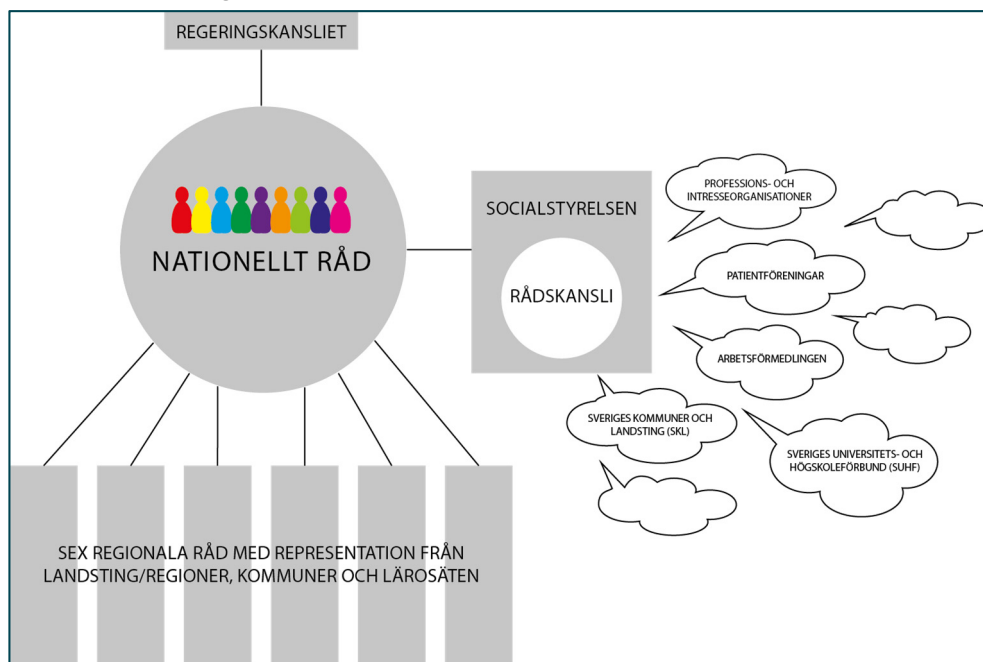 REGERINGSKANSLIET
NATIONELLT RÅD
SOCIALSTYRELSEN
RÅDSKANSLI
PROFESSIONS- OCH
INTRESSEORGANISATIONER
PATIENTFÖRENINGAR
ARBETSFÖRMEDLINGEN
SVERIGES KOMMUNER OCH
LANDSTING (SKL)
SVERIGES UNIVERSITETS- OCH
HÖGSKOLEFÖRBUND (SUHF)
SEX REGIONALA RÅD MED REPRESENTATION FRÅN
LANDSTING/REGIONER, KOMMUNER OCH LÄROSÄTEN